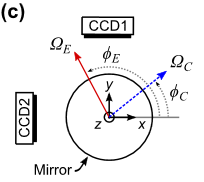 (c)
CCD1
Ω_E
ϕ_E
Ω_C
ϕ_C
CCD2
y
z
x
Mirror